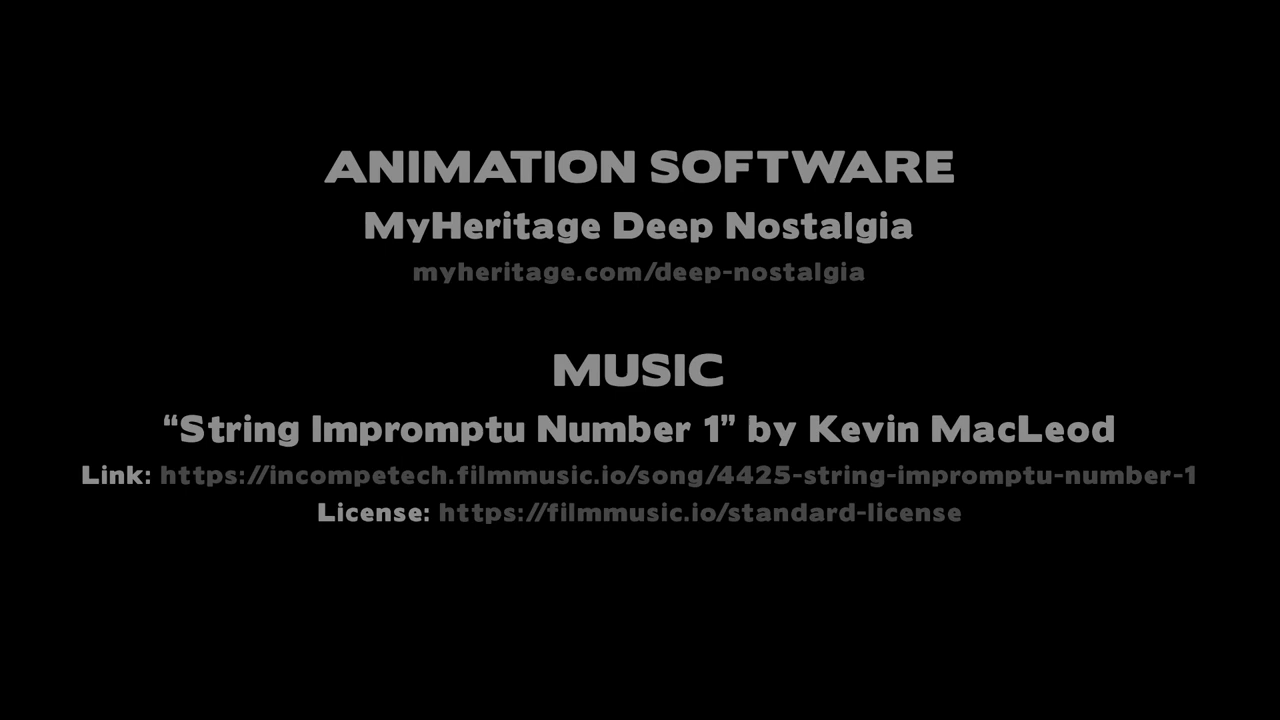 ANIMATION SOFTWARE
MyHeritage Deep Nostalgia
myheritage.com/deep-nostalgia
MUSIC
“String Impromptu Number 1” by Kevin MacLeod
Link: https://incompetech.filmmusic.io/song/4425-string-impromptu-number-1
License: https://filmmusic.io/standard-license